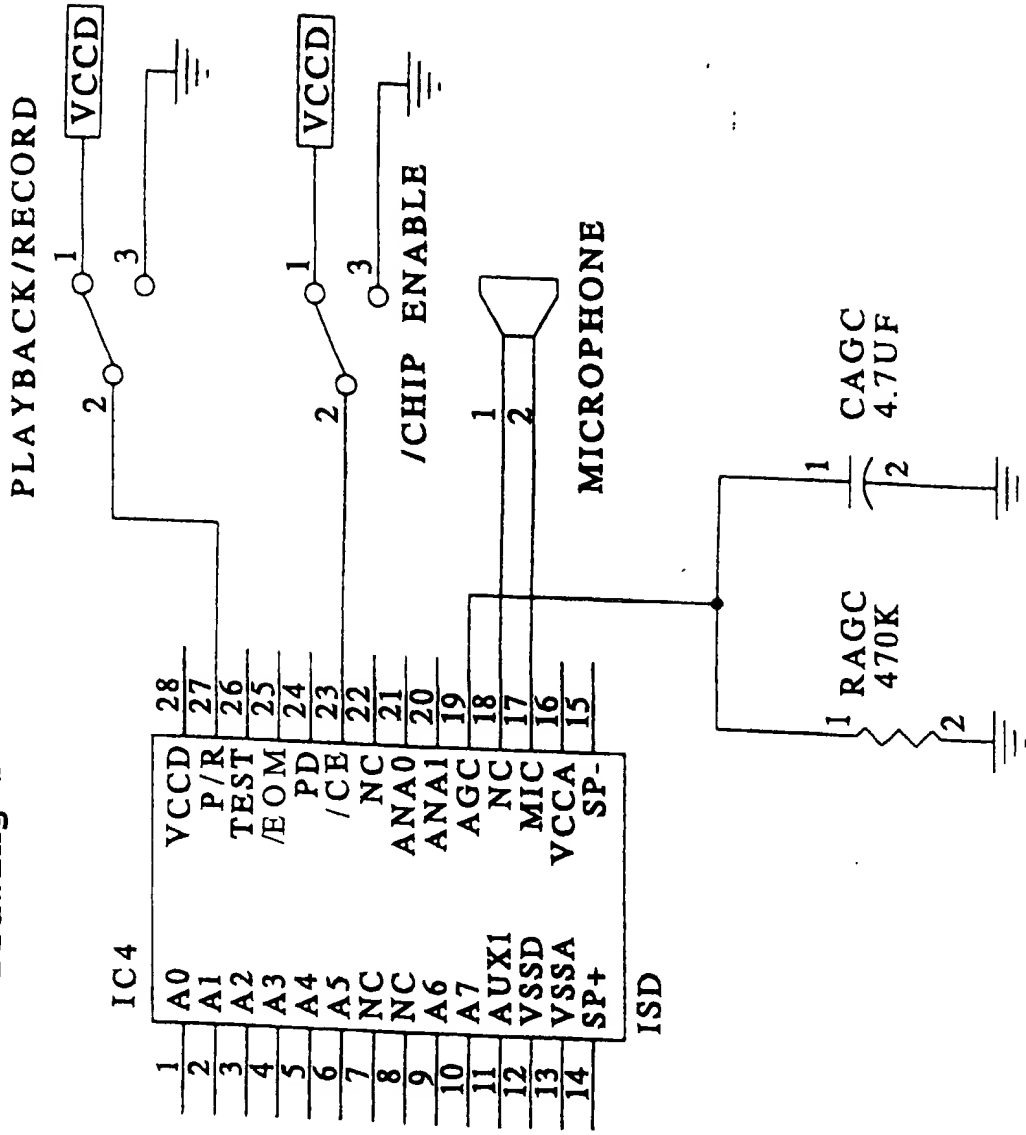 PLAYBACK/RECORD
IC4
2 1 VCCD
3
1 A0 VCCD 28
2 A1 P/R 27
3 A2 TEST 26
4 A3 /EOM 25
5 A4 PD 24
6 A5 /CE 23
7 NC NC 22
8 NC ANA0 21
9 A6 ANA1 20
10 A7 AGC 19
11 AUX1 NC 18
12 VSSD MIC 17
13 VSSA VCCA 16
14 SP+ SP- 15
ISD
2 1 VCCD
3
/CHIP ENABLE
1
2
MICROPHONE
RAGC
470K
1
2
CAGC
4.7UF
1
2